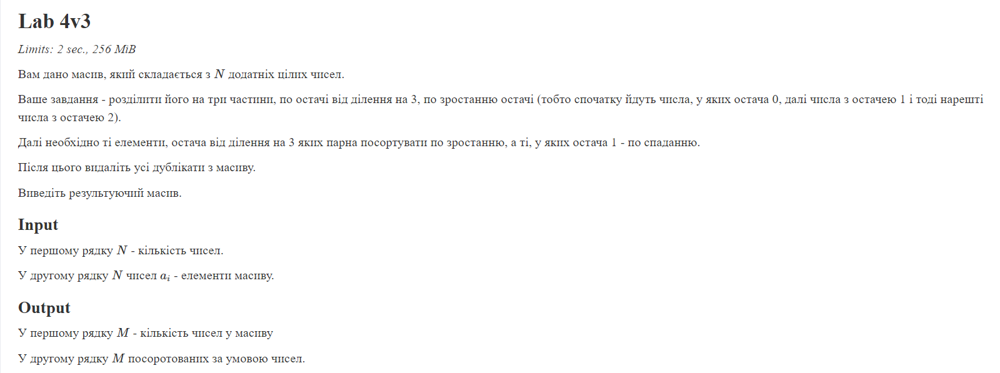 Lab 4v3
Limits: 2 sec., 256 MiB
Вам дано масив, який складається з N додатніх цілих чисел.
Ваше завдання - розділити його на три частини, по остачі від ділення на 3, по зростанню остачі (тобто спочатку йдуть числа, у яких остача 0, далі числа з остачею 1 і тоді нарешті
числа з остачею 2).
Далі необхідно ті елементи, остача від ділення на 3 яких парна посортувати по зростанню, а ті, у яких остача 1 - по спаданню.
Після цього видаліть усі дублікати з масиву.
Виведіть результуючий масив.
Input
У першому рядку N - кількість чисел.
У другому рядку N чисел aᵢ - елементи масиву.
Output
У першому рядку M - кількість чисел у масиву
У другому рядку M посоротованих за умовою чисел.